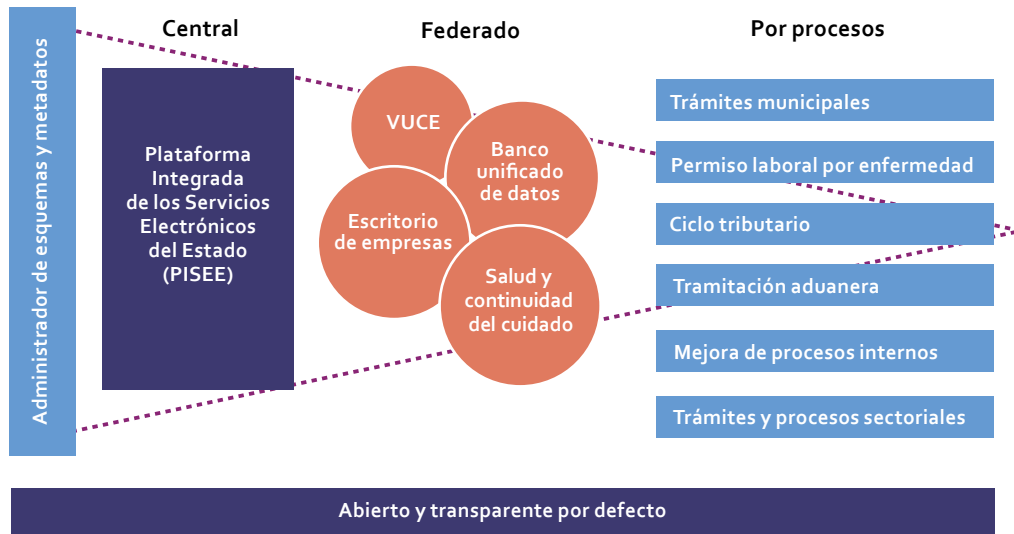 Administrador de esquemas y metadatos
Central
Plataforma
Integrada
de los Servicios
Electrónicos
del Estado
(PISEE)
Federado
VUCE
Banco
unificado
de datos
Escritorio
de empresas
Salud y
continuidad
del cuidado
Por procesos
Trámites municipales
Permiso laboral por enfermedad
Ciclo tributario
Tramitación aduanera
Mejora de procesos internos
Trámites y procesos sectoriales
Abierto y transparente por defecto